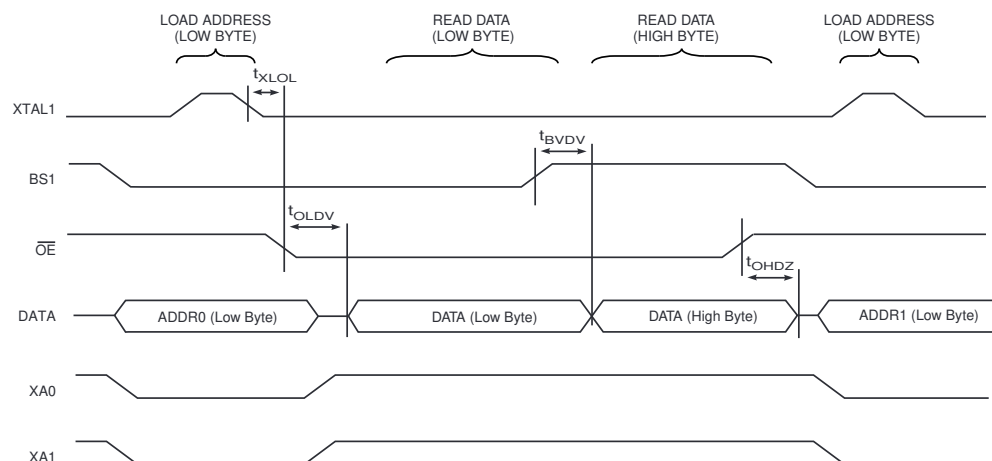 LOAD ADDRESS
(LOW BYTE)
READ DATA
(LOW BYTE)
READ DATA
(HIGH BYTE)
LOAD ADDRESS
(LOW BYTE)
tXLOL
XTAL1
tBVDV
BS1
tOLDV
OE
tOHDZ
DATA
ADDR0 (Low Byte)
DATA (Low Byte)
DATA (High Byte)
ADDR1 (Low Byte)
XA0
XA1